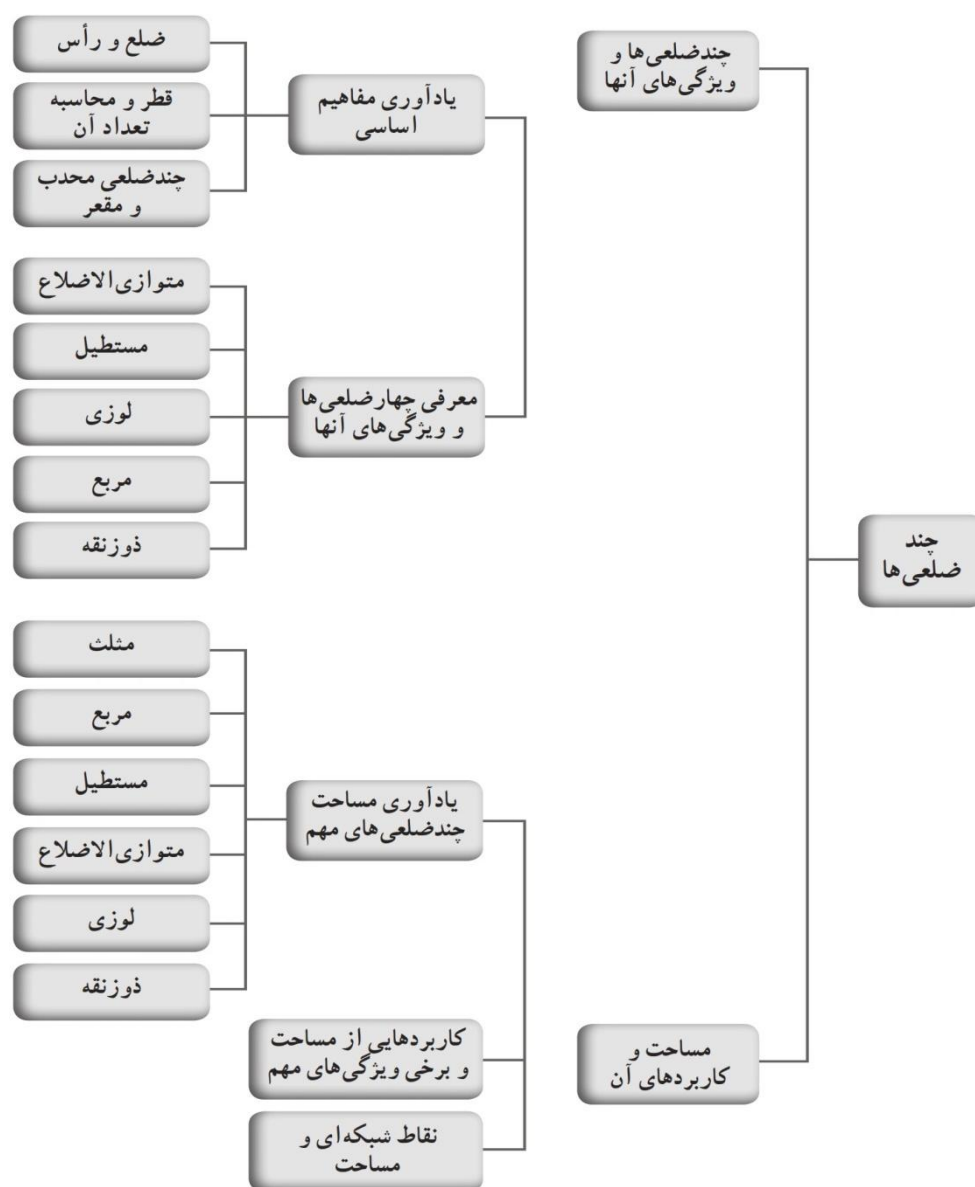 چند
ضلعی‌ها
چندضلعی‌ها و
ویژگی‌های آنها
یادآوری مفاهیم
اساسی
ضلع و رأس
قطر و محاسبه
تعداد آن
چندضلعی محدب
و مقعر
معرفی چهارضلعی‌ها
و ویژگی‌های آنها
متوازی‌الاضلاع
مستطیل
لوزی
مربع
ذوزنقه
مساحت و
کاربردهای آن
یادآوری مساحت
چندضلعی‌های مهم
مثلث
مربع
مستطیل
متوازی‌الاضلاع
لوزی
ذوزنقه
کاربردهایی از مساحت
و برخی ویژگی‌های مهم
نقاط شبکه‌ای و
مساحت